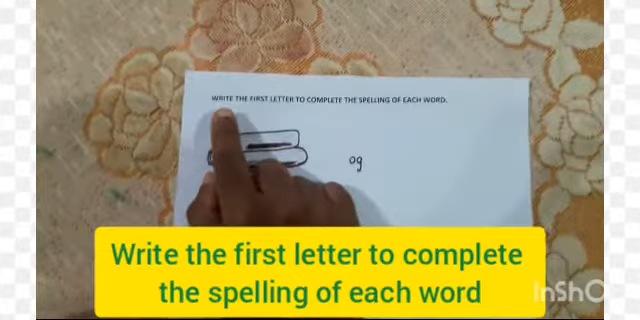 WRITE THE FIRST LETTER TO COMPLETE THE SPELLING OF EACH WORD.
og
Write the first letter to complete
the spelling of each word
InShO